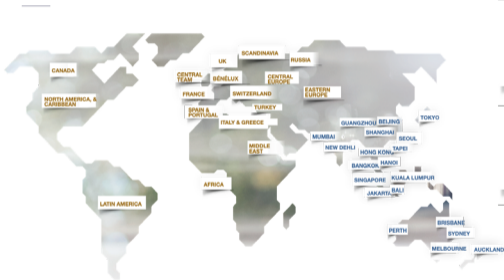 CANADA
NORTH AMERICA, &
CARIBBEAN
LATIN AMERICA
UK
SCANDINAVIA
RUSSIA
CENTRAL
TEAM
BÉNÉLUX
CENTRAL
EUROPE
FRANCE
SWITZERLAND
EASTERN
EUROPE
SPAIN &
PORTUGAL
TURKEY
ITALY & GREECE
MIDDLE
EAST
AFRICA
MUMBAI
NEW DEHLI
GUANGZHOU
BEIJING
TOKYO
SHANGHAI
SEOUL
HONG KONG
TAPEI
BANGKOK
HANOI
SINGAPORE
KUALA LUMPUR
JAKARTA
BALI
PERTH
BRISBANE
SYDNEY
MELBOURNE
AUCKLAND